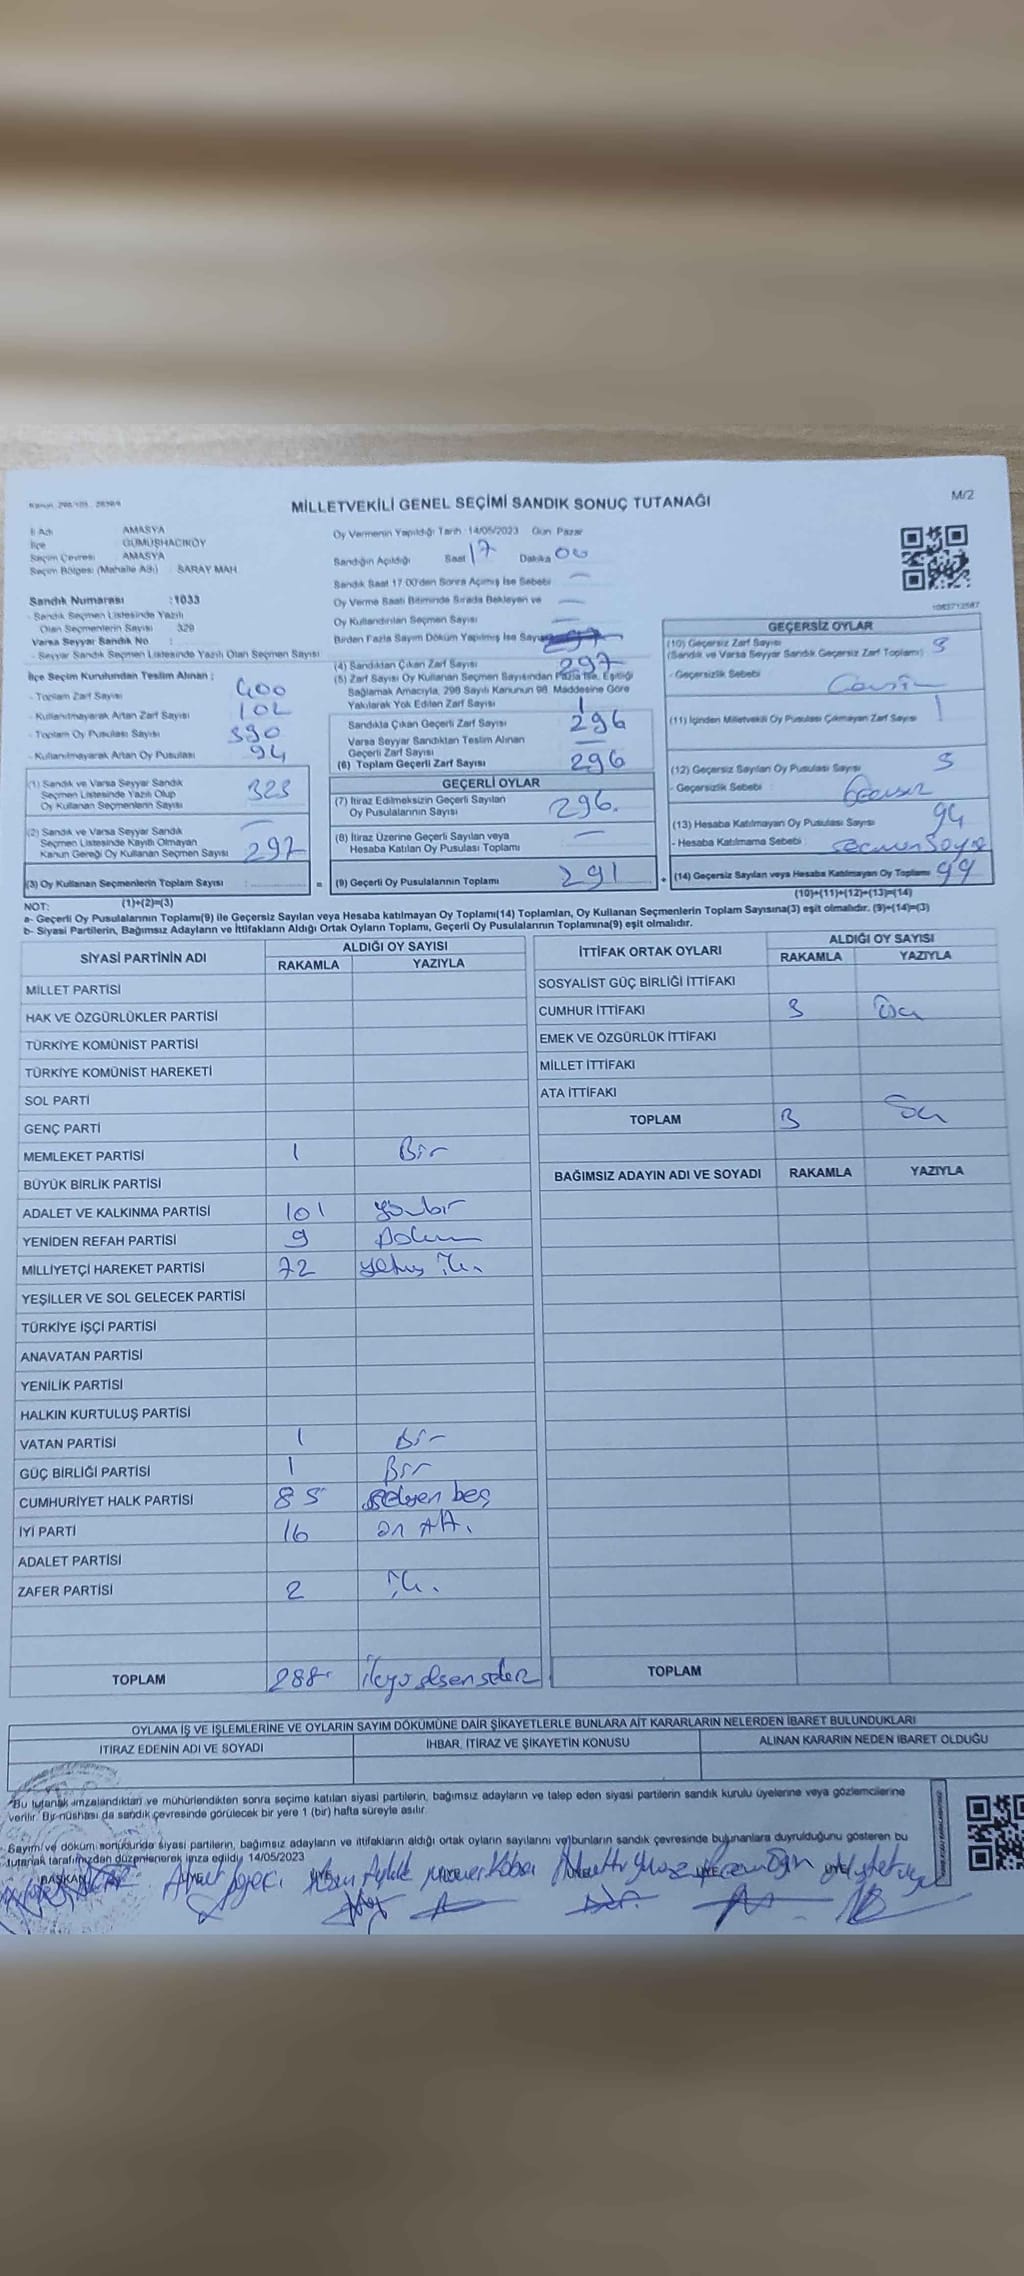 MİLLETVEKİLİ GENEL SEÇİMİ SANDIK SONUÇ TUTANAĞI
M/2
İl Adı AMASYA
İlçe GÜMÜŞHACIKÖY
Seçim Çevresi AMASYA
Seçim Bölgesi (Mahalle Adı) : SARAY MAH
Sandık Numarası :1033
- Sandık Seçmen Listesinde Yazılı
Olan Seçmenlerin Sayısı : 329
Varsa Seyyar Sandık No :
- Seyyar Sandık Seçmen Listesinde Yazılı Olan Seçmen Sayısı
İlçe Seçim Kurulundan Teslim Alınan ;
- Toplam Zarf Sayısı 400
- Kullanılmayarak Artan Zarf Sayısı 102
- Toplam Oy Pusulası Sayısı 390
- Kullanılmayarak Artan Oy Pusulası 94
(1) Sandık ve Varsa Seyyar Sandık
Seçmen Listesinde Yazılı Olup
Oy Kullanan Seçmenlerin Sayısı 323
(2) Sandık ve Varsa Seyyar Sandık
Seçmen Listesinde Kayıtlı Olmayan
Kanun Gereği Oy Kullanan Seçmen Sayısı 297
(3) Oy Kullanan Seçmenlerin Toplam Sayısı :
Oy Vermenin Yapıldığı Tarih :14/05/2023 Gün Pazar
Sandığın Açıldığı Saat 17 Dakika 00
Sandık Saat 17:00'den Sonra Açılmış İse Sebebi
Oy Verme Saati Bitiminde Sırada Bekleyen ve
Oy Kullandırılan Seçmen Sayısı
Birden Fazla Sayım Döküm Yapılmış İse Sayısı
(4) Sandıktan Çıkan Zarf Sayısı 297
(5) Zarf Sayısı Oy Kullanan Seçmen Sayısından Fazla İse, Eşitliği
Sağlamak Amacıyla, 298 Sayılı Kanunun 98. Maddesine Göre
Yakılarak Yok Edilen Zarf Sayısı 1
Sandıkta Çıkan Geçerli Zarf Sayısı 296
Varsa Seyyar Sandıktan Teslim Alınan
Geçerli Zarf Sayısı
(6) Toplam Geçerli Zarf Sayısı 296
GEÇERLİ OYLAR
(7) İtiraz Edilmeksizin Geçerli Sayılan
Oy Pusulalarının Sayısı 296.
(8) İtiraz Üzerine Geçerli Sayılan veya
Hesaba Katılan Oy Pusulası Toplamı
= (9) Geçerli Oy Pusulalarının Toplamı 291
1083712587
GEÇERSİZ OYLAR
(10) Geçersiz Zarf Sayısı 3
(Sandık ve Varsa Seyyar Sandık Geçersiz Zarf Toplamı)
- Geçersizlik Sebebi
(11) İçinden Milletvekili Oy Pusulası Çıkmayan Zarf Sayısı 1
(12) Geçersiz Sayılan Oy Pusulası Sayısı
- Geçersizlik Sebebi Geçersiz
(13) Hesaba Katılmayan Oy Pusulası Sayısı 94
- Hesaba Katılmama Sebebi :
+ (14) Geçersiz Sayılan veya Hesaba Katılmayan Oy Toplamı 99
NOT: (1)+(2)=(3)
(10)+(11)+(12)+(13)=(14)
a- Geçerli Oy Pusulalarının Toplamı(9) ile Geçersiz Sayılan veya Hesaba katılmayan Oy Toplamı(14) Toplamları, Oy Kullanan Seçmenlerin Toplam Sayısına(3) eşit olmalıdır. (9)+(14)=(3)
b- Siyasi Partilerin, Bağımsız Adayların ve İttifakların Aldığı Ortak Oyların Toplamı, Geçerli Oy Pusulalarının Toplamına(9) eşit olmalıdır.
SİYASİ PARTİNİN ADI ALDIĞI OY SAYISI
RAKAMLA YAZIYLA
MİLLET PARTİSİ
HAK VE ÖZGÜRLÜKLER PARTİSİ
TÜRKİYE KOMÜNİST PARTİSİ
TÜRKİYE KOMÜNİST HAREKETİ
SOL PARTİ
GENÇ PARTİ
MEMLEKET PARTİSİ 1 Bir
BÜYÜK BİRLİK PARTİSİ
ADALET VE KALKINMA PARTİSİ 101 yüzbir
YENİDEN REFAH PARTİSİ 9 Dokuz
MİLLİYETÇİ HAREKET PARTİSİ 72 yetmiş iki
YEŞİLLER VE SOL GELECEK PARTİSİ
TÜRKİYE İŞÇİ PARTİSİ
ANAVATAN PARTİSİ
YENİLİK PARTİSİ
HALKIN KURTULUŞ PARTİSİ
VATAN PARTİSİ 1 Bir
GÜÇ BİRLİĞİ PARTİSİ 1 Bir
CUMHURİYET HALK PARTİSİ 85 seksen beş
İYİ PARTİ 16 on altı.
ADALET PARTİSİ
ZAFER PARTİSİ 2 iki.
TOPLAM 288 ikiyüzseksensekiz
İTTİFAK ORTAK OYLARI ALDIĞI OY SAYISI
RAKAMLA YAZIYLA
SOSYALİST GÜÇ BİRLİĞİ İTTİFAKI
CUMHUR İTTİFAKI 3 Üç
EMEK VE ÖZGÜRLÜK İTTİFAKI
MİLLET İTTİFAKI
ATA İTTİFAKI
TOPLAM 3 Üç
BAĞIMSIZ ADAYIN ADI VE SOYADI RAKAMLA YAZIYLA
TOPLAM
OYLAMA İŞ VE İŞLEMLERİNE VE OYLARIN SAYIM DÖKÜMÜNE DAİR ŞİKAYETLERLE BUNLARA AİT KARARLARIN NELERDEN İBARET BULUNDUKLARI
İTİRAZ EDENİN ADI VE SOYADI İHBAR, İTİRAZ VE ŞİKAYETİN KONUSU ALINAN KARARIN NEDEN İBARET OLDUĞU
Bu tutanak imzalandıktan ve mühürlendikten sonra seçime katılan siyasi partilerin, bağımsız adayların ve talep eden siyasi partilerin sandık kurulu üyelerine veya gözlemcilerine
verilir. Bir nüshası da sandık çevresinde görülecek bir yere 1 (bir) hafta süreyle asılır.
Sayım ve döküm sonucunda siyasi partilerin, bağımsız adayların ve ittifakların aldığı ortak oyların sayılarını ve bunların sandık çevresinde bulunanlara duyurulduğunu gösteren bu
tutanak tarafımızdan düzenlenerek imza edildi. 14/05/2023
BAŞKAN ÜYE ÜYE ÜYE ÜYE ÜYE ÜYE